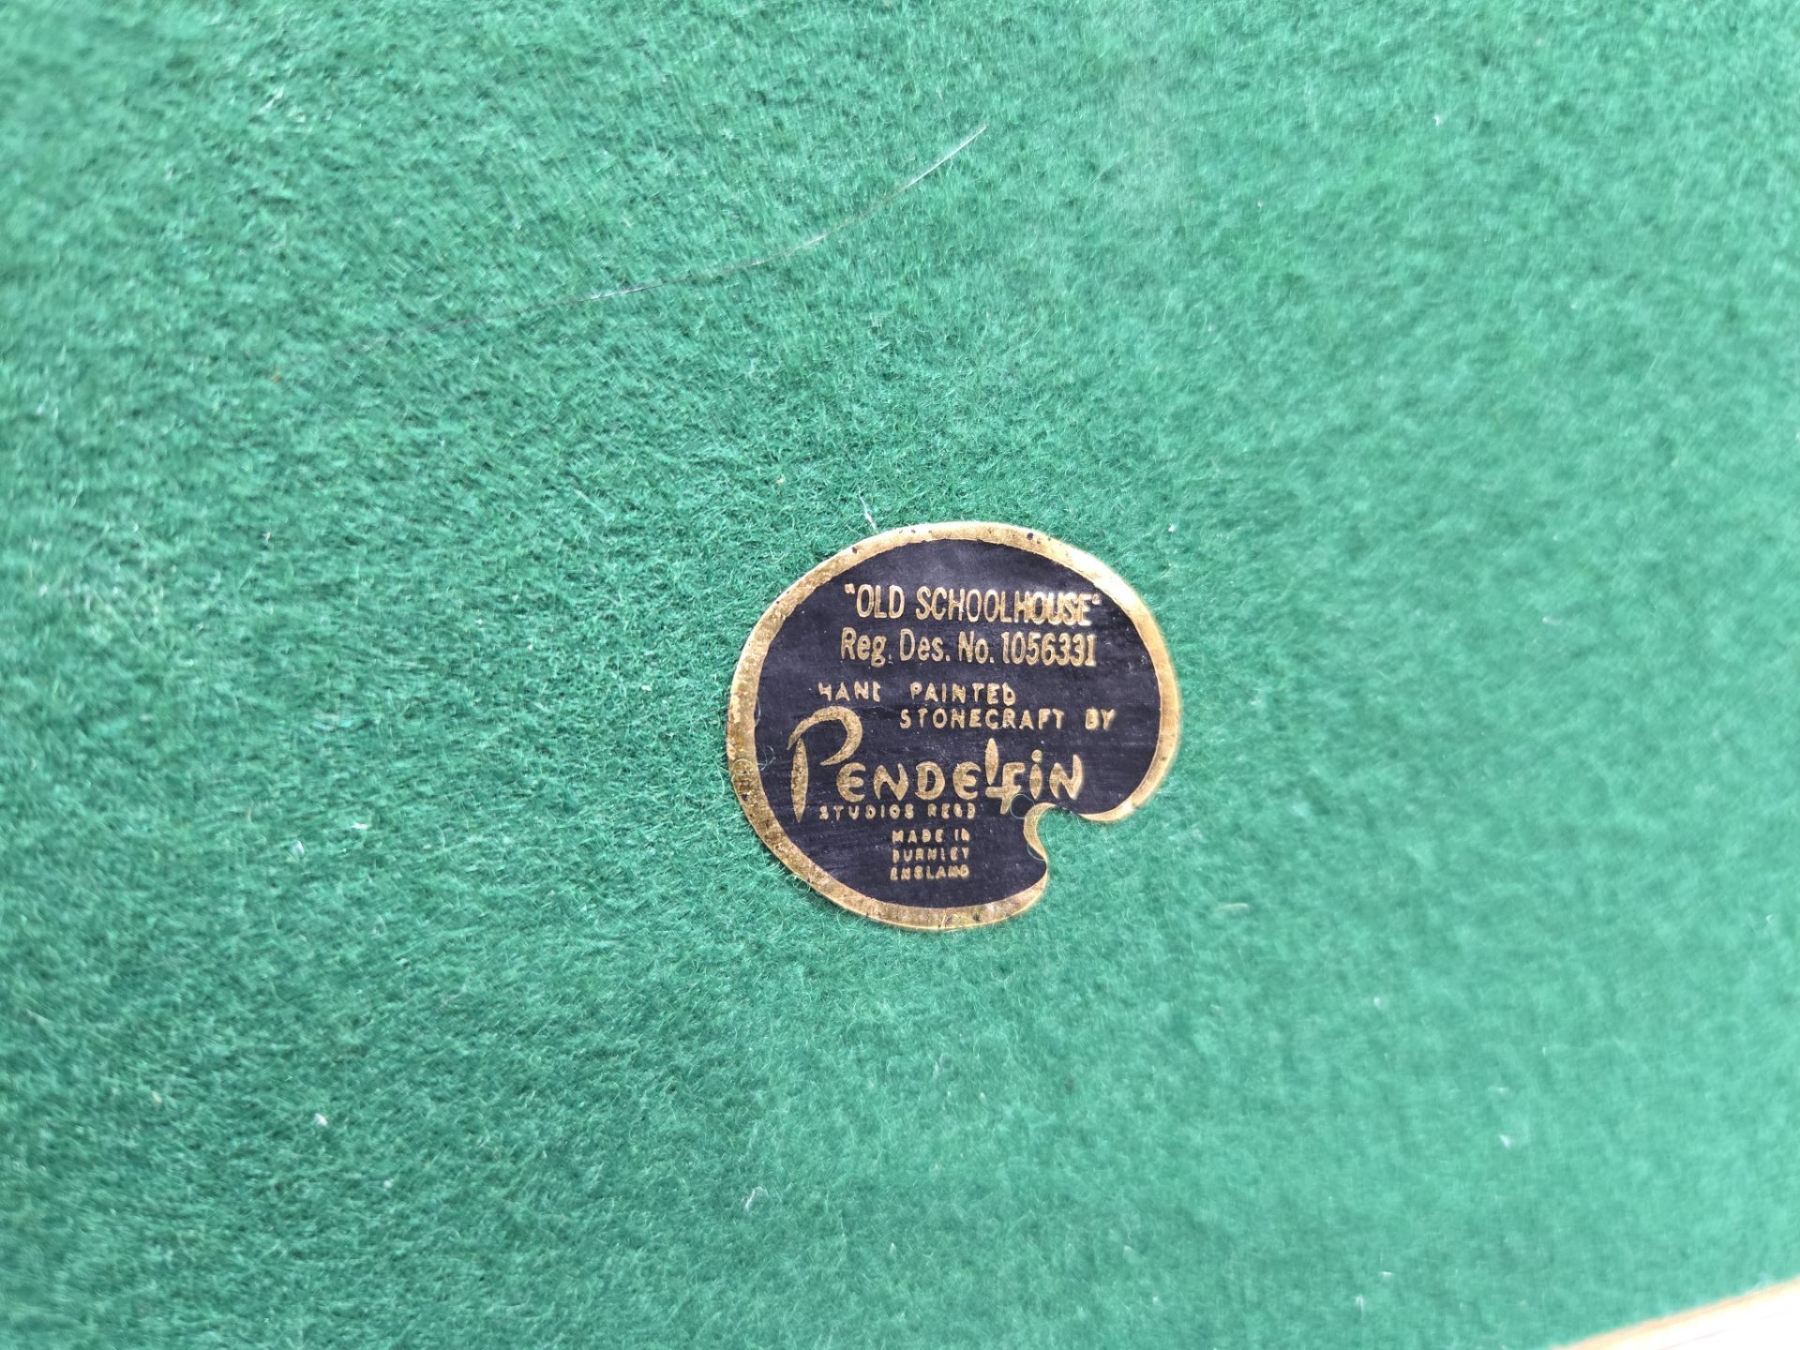 "OLD SCHOOLHOUSE"
Reg. Des. No. 1056331
HAND PAINTED
STONECRAFT BY
PENDELFIN
STUDIOS REGD
MADE IN
BURNLEY
ENGLAND